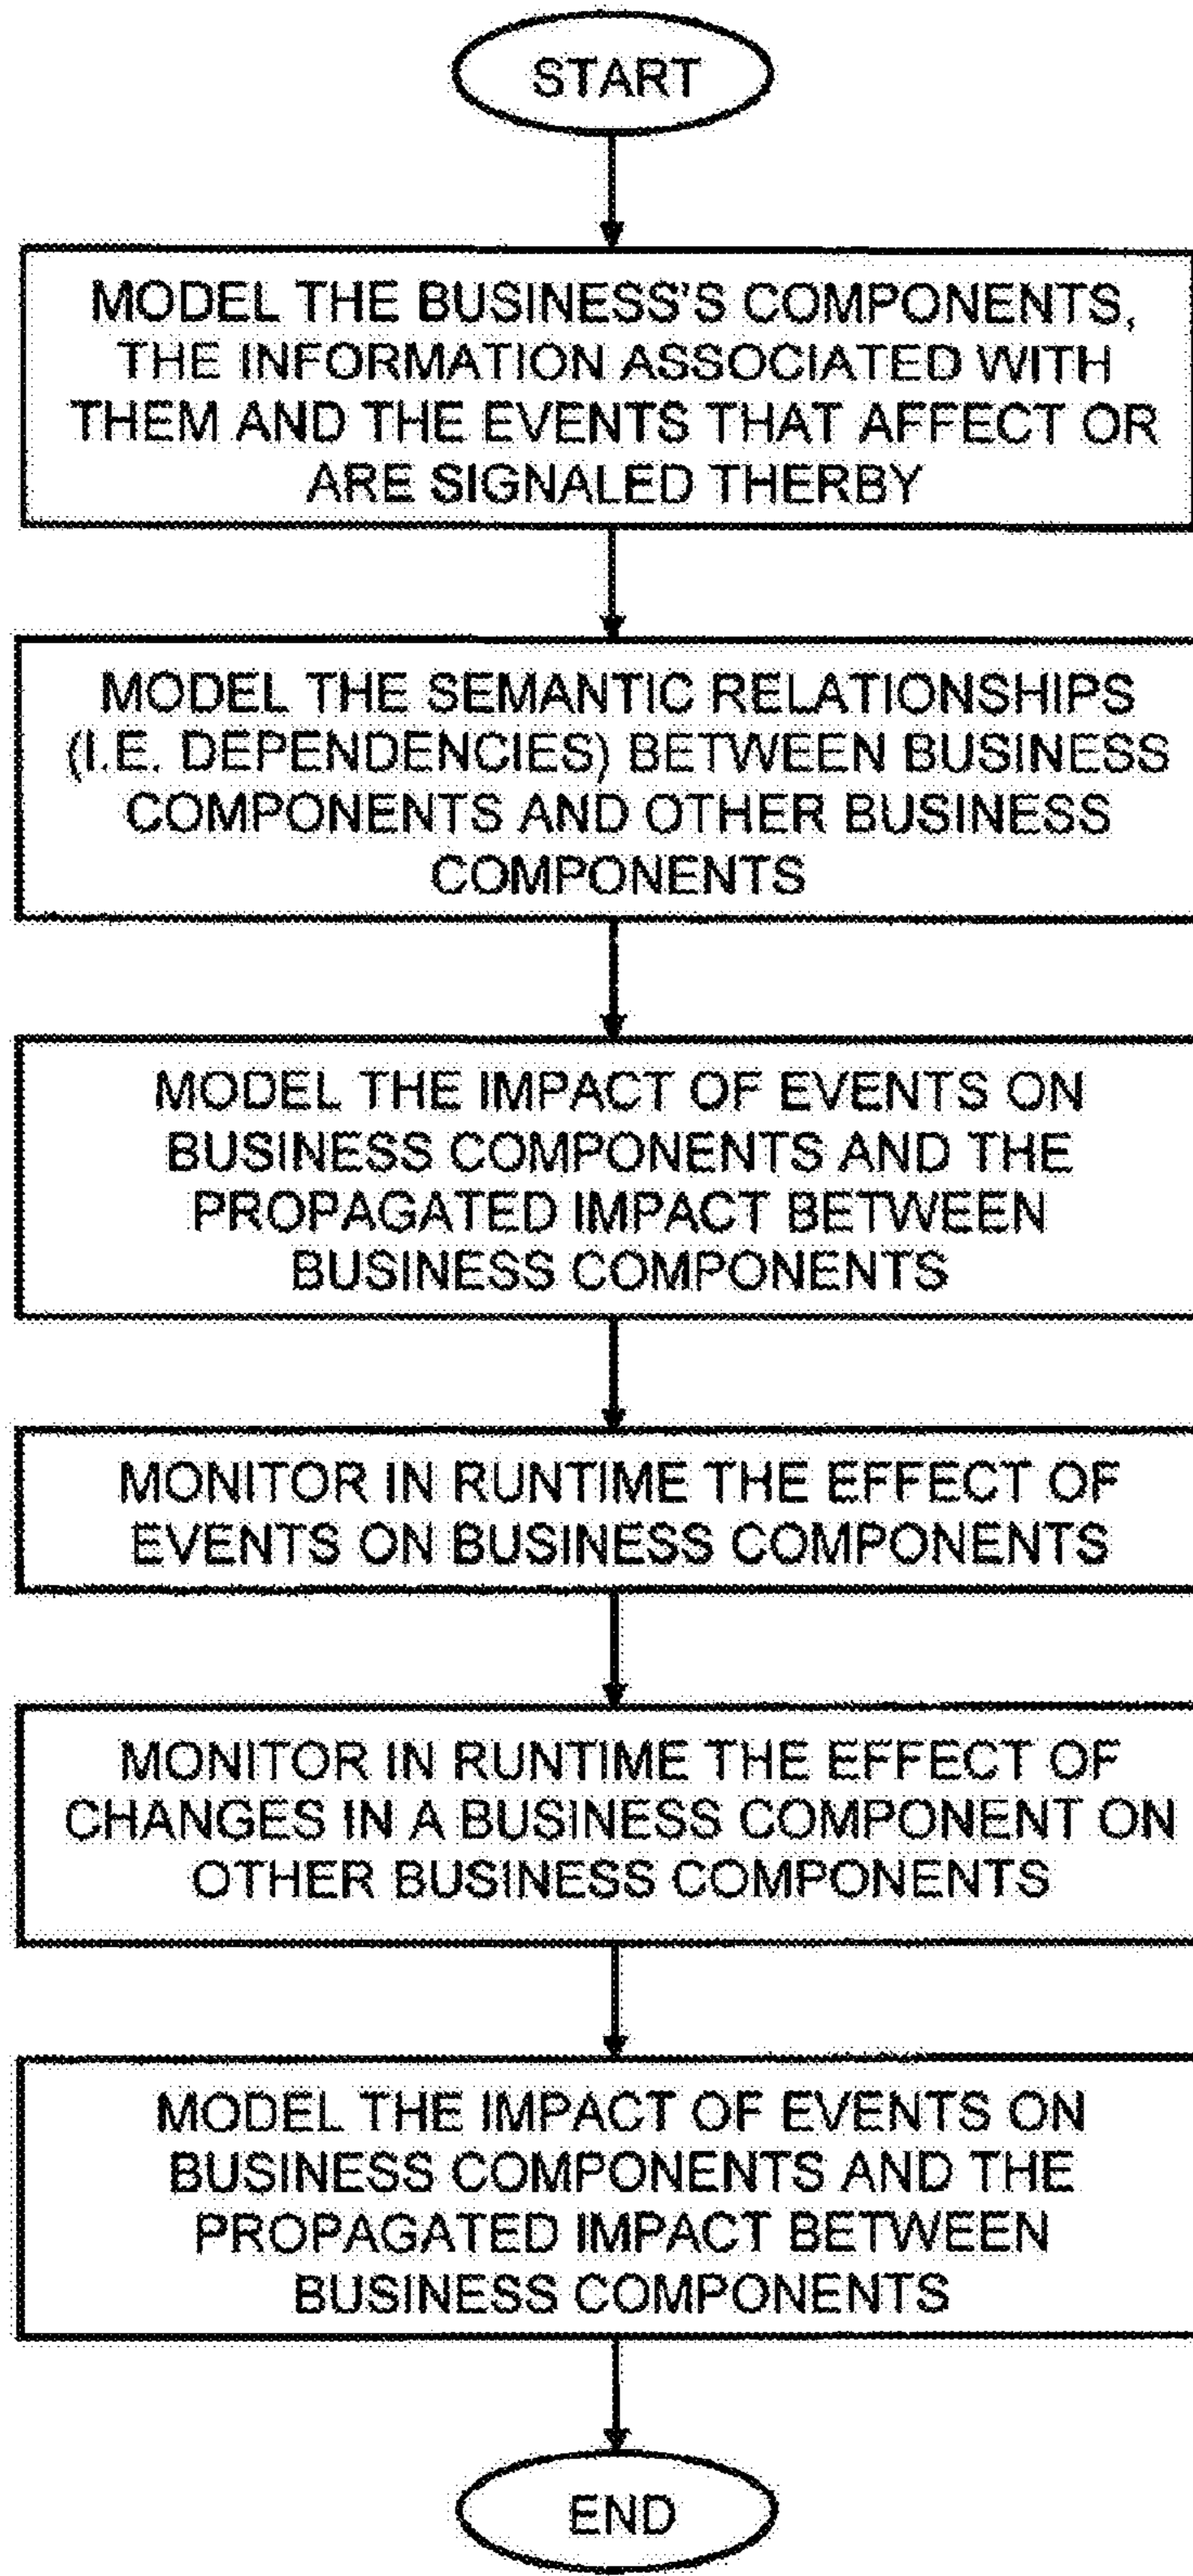 START
MODEL THE BUSINESS'S COMPONENTS,
THE INFORMATION ASSOCIATED WITH
THEM AND THE EVENTS THAT AFFECT OR
ARE SIGNALED THERBY
MODEL THE SEMANTIC RELATIONSHIPS
(I.E. DEPENDENCIES) BETWEEN BUSINESS
COMPONENTS AND OTHER BUSINESS
COMPONENTS
MODEL THE IMPACT OF EVENTS ON
BUSINESS COMPONENTS AND THE
PROPAGATED IMPACT BETWEEN
BUSINESS COMPONENTS
MONITOR IN RUNTIME THE EFFECT OF
EVENTS ON BUSINESS COMPONENTS
MONITOR IN RUNTIME THE EFFECT OF
CHANGES IN A BUSINESS COMPONENT ON
OTHER BUSINESS COMPONENTS
MODEL THE IMPACT OF EVENTS ON
BUSINESS COMPONENTS AND THE
PROPAGATED IMPACT BETWEEN
BUSINESS COMPONENTS
END